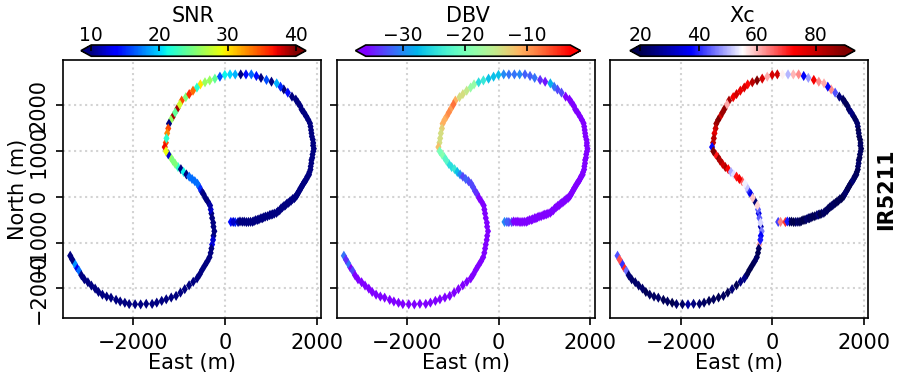 SNR DBV Xc
10 20 30 40 −30 −20 −10 20 40 60 80
2000
1000
0
−1000
−2000
North (m)
IR5211
−2000 0 2000 −2000 0 2000 −2000 0 2000
East (m) East (m) East (m)